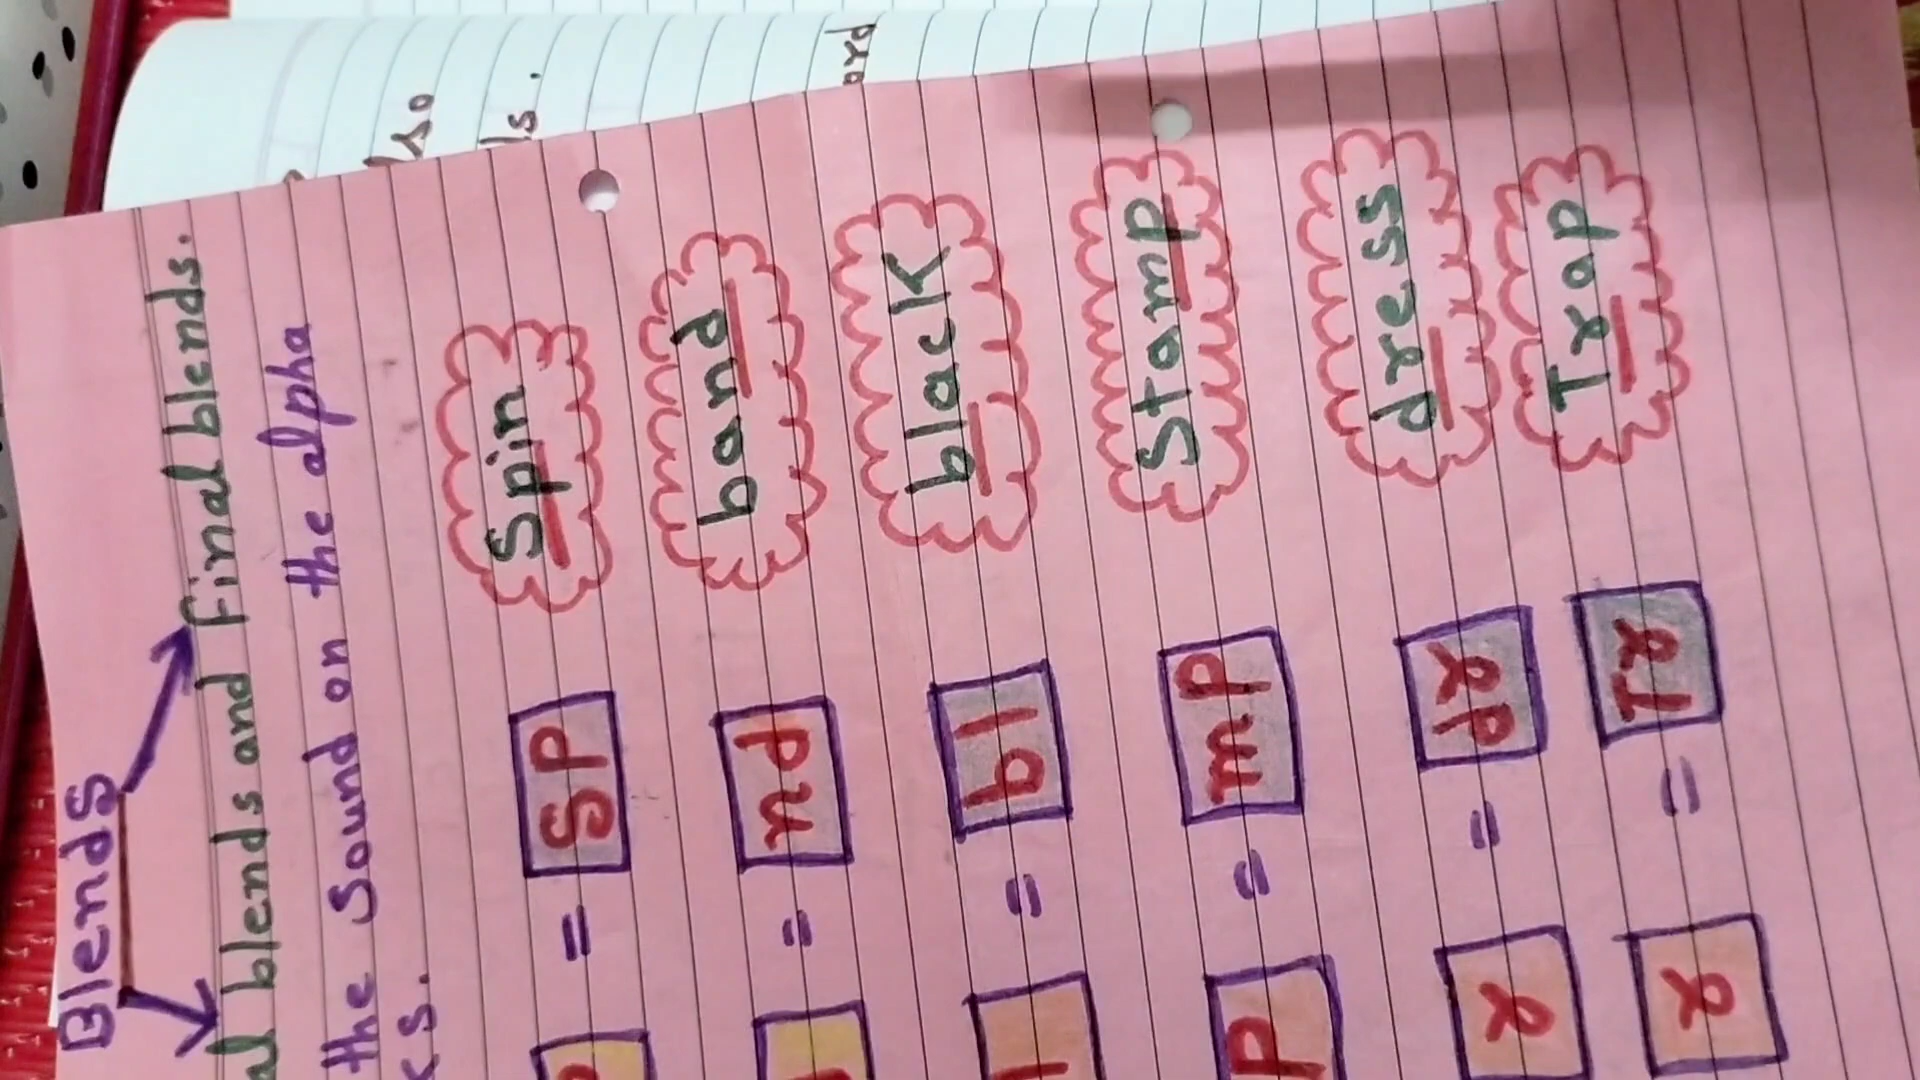 Blends
al blends and Final blends.
the Sound on the alpha
ks.
P = SP Spin
= nd band
l = bl black
P = mp Stamp
r = dr dress
r = Tr Trap